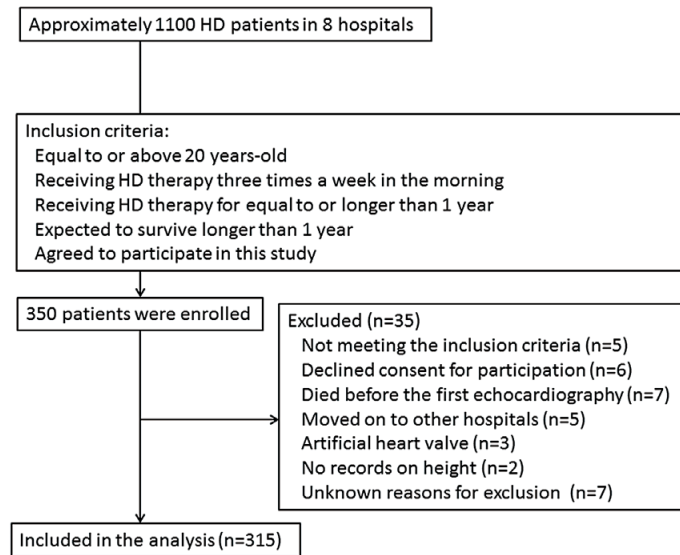 Approximately 1100 HD patients in 8 hospitals
Inclusion criteria:
Equal to or above 20 years-old
Receiving HD therapy three times a week in the morning
Receiving HD therapy for equal to or longer than 1 year
Expected to survive longer than 1 year
Agreed to participate in this study
350 patients were enrolled
Excluded (n=35)
Not meeting the inclusion criteria (n=5)
Declined consent for participation (n=6)
Died before the first echocardiography (n=7)
Moved on to other hospitals (n=5)
Artificial heart valve (n=3)
No records on height (n=2)
Unknown reasons for exclusion (n=7)
Included in the analysis (n=315)